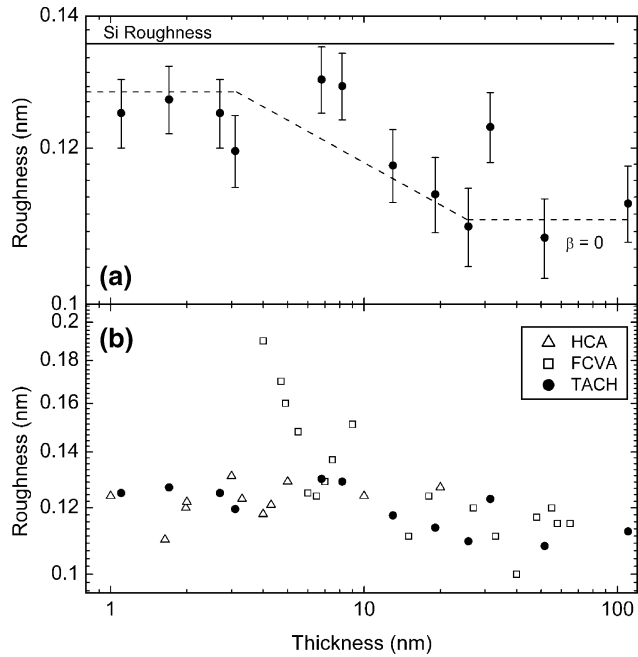 0.14
Si Roughness
0.12
Roughness (nm)
β = 0
(a)
0.1
0.2
(b)
HCA
FCVA
TACH
0.18
0.16
0.14
0.12
0.1
Roughness (nm)
1
10
100
Thickness (nm)